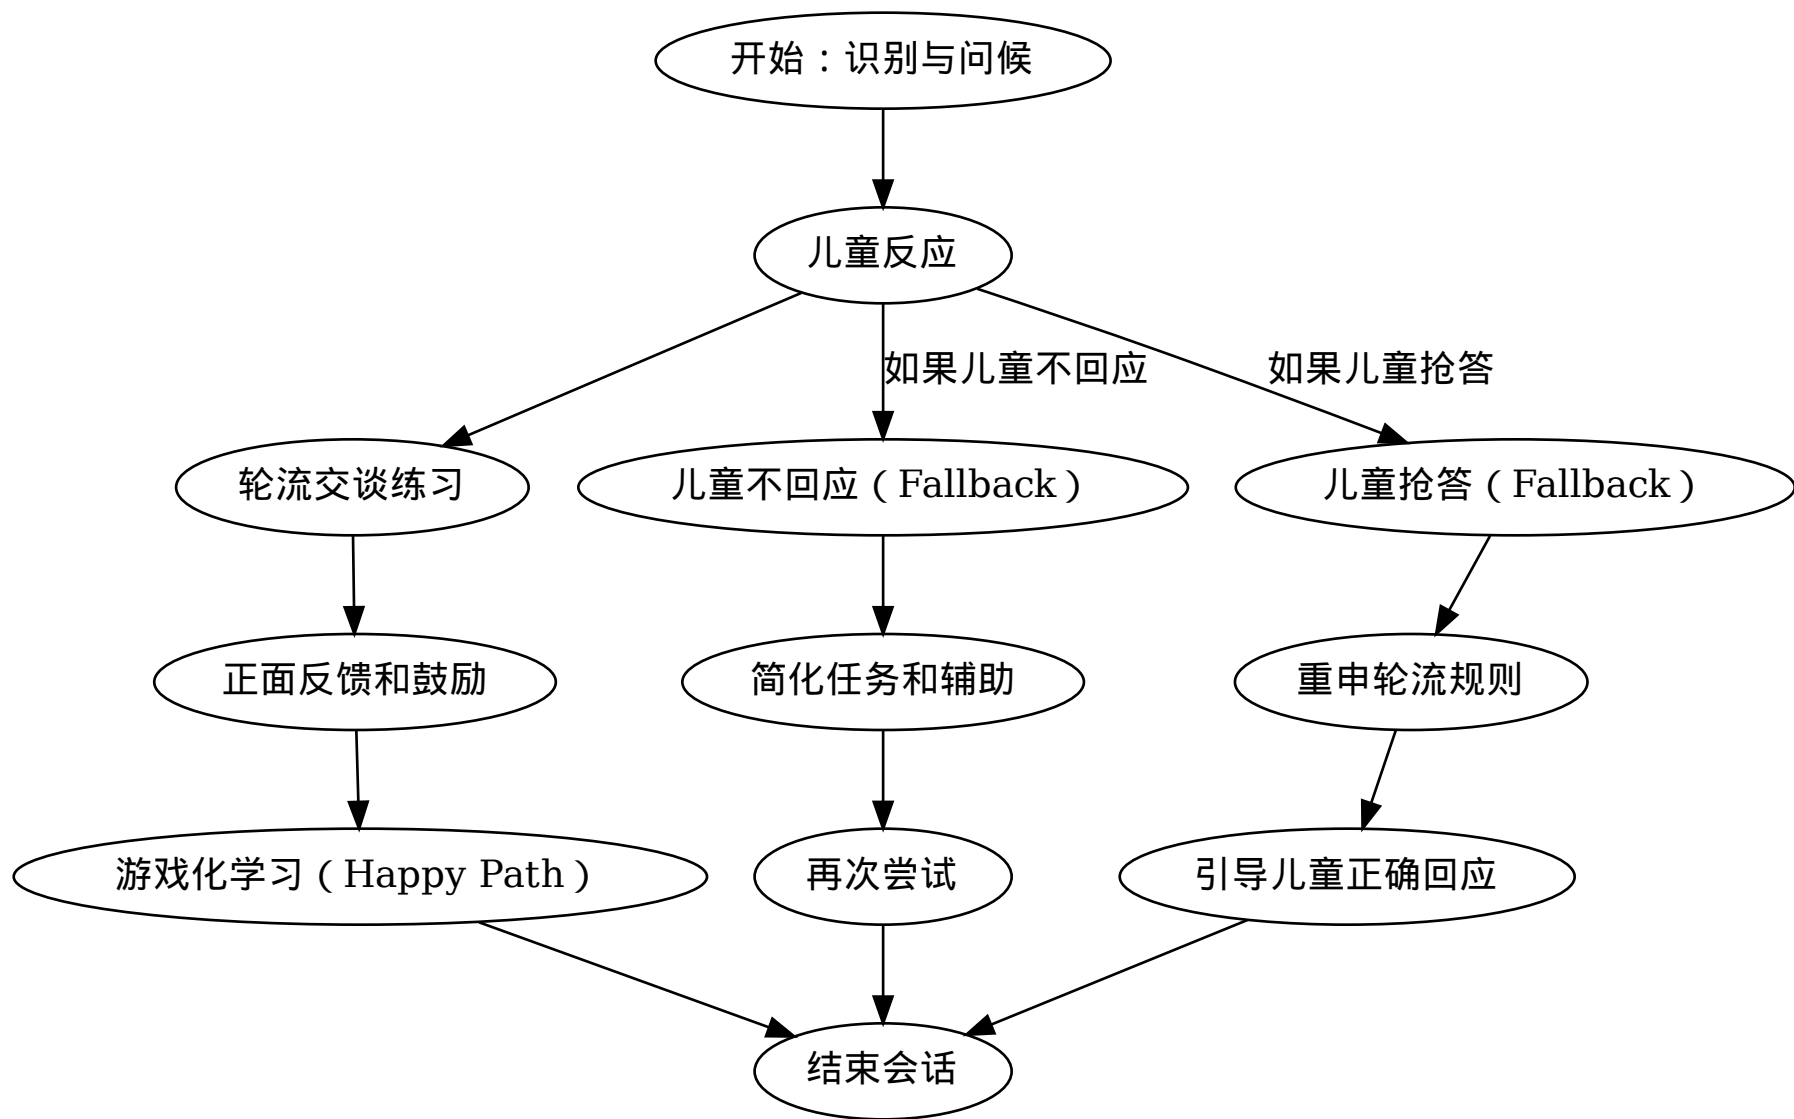 开始：识别与问候
儿童反应
如果儿童不回应
如果儿童抢答
轮流交谈练习
儿童不回应（Fallback）
儿童抢答（Fallback）
正面反馈和鼓励
简化任务和辅助
重申轮流规则
游戏化学习（Happy Path）
再次尝试
引导儿童正确回应
结束会话